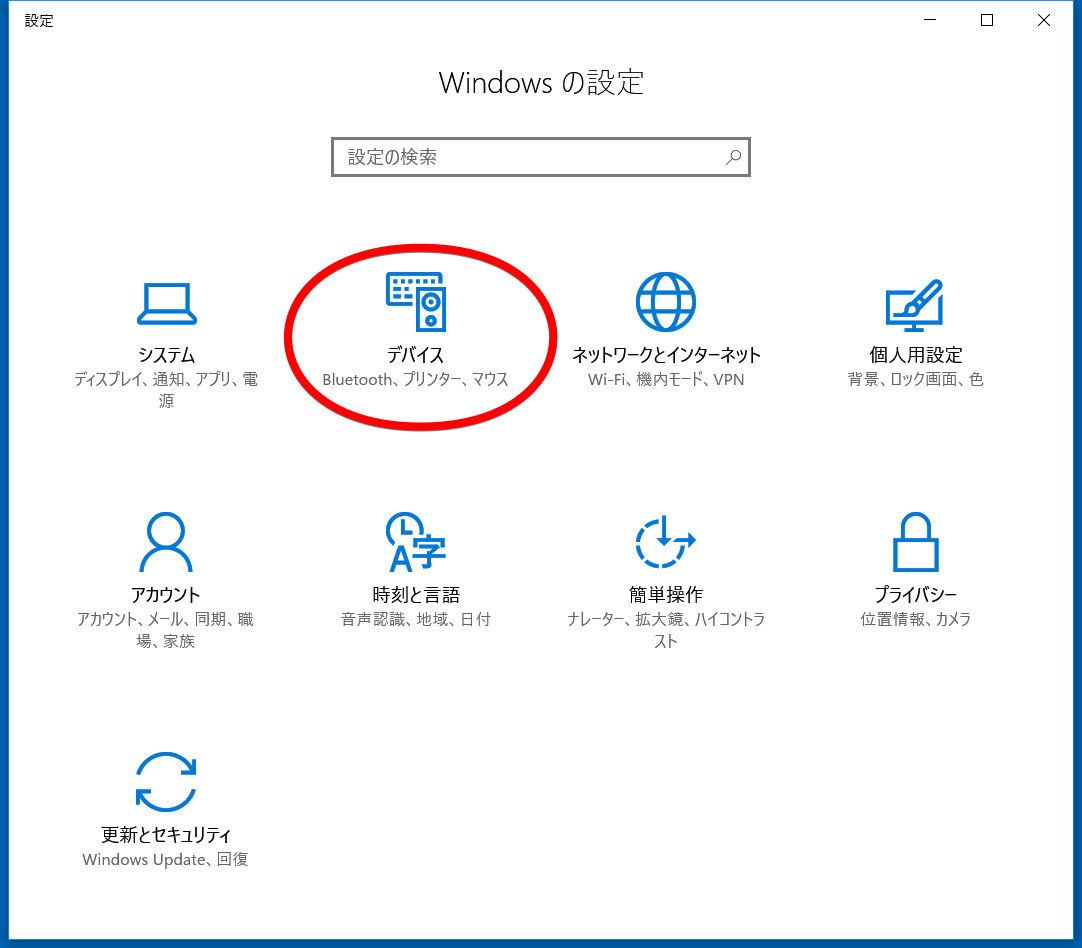 設定
Windows の設定
設定の検索
システム
ディスプレイ、通知、アプリ、電
源
デバイス
Bluetooth、プリンター、マウス
ネットワークとインターネット
Wi-Fi、機内モード、VPN
個人用設定
背景、ロック画面、色
アカウント
アカウント、メール、同期、職
場、家族
時刻と言語
音声認識、地域、日付
簡単操作
ナレーター、拡大鏡、ハイコントラ
スト
プライバシー
位置情報、カメラ
更新とセキュリティ
Windows Update、回復